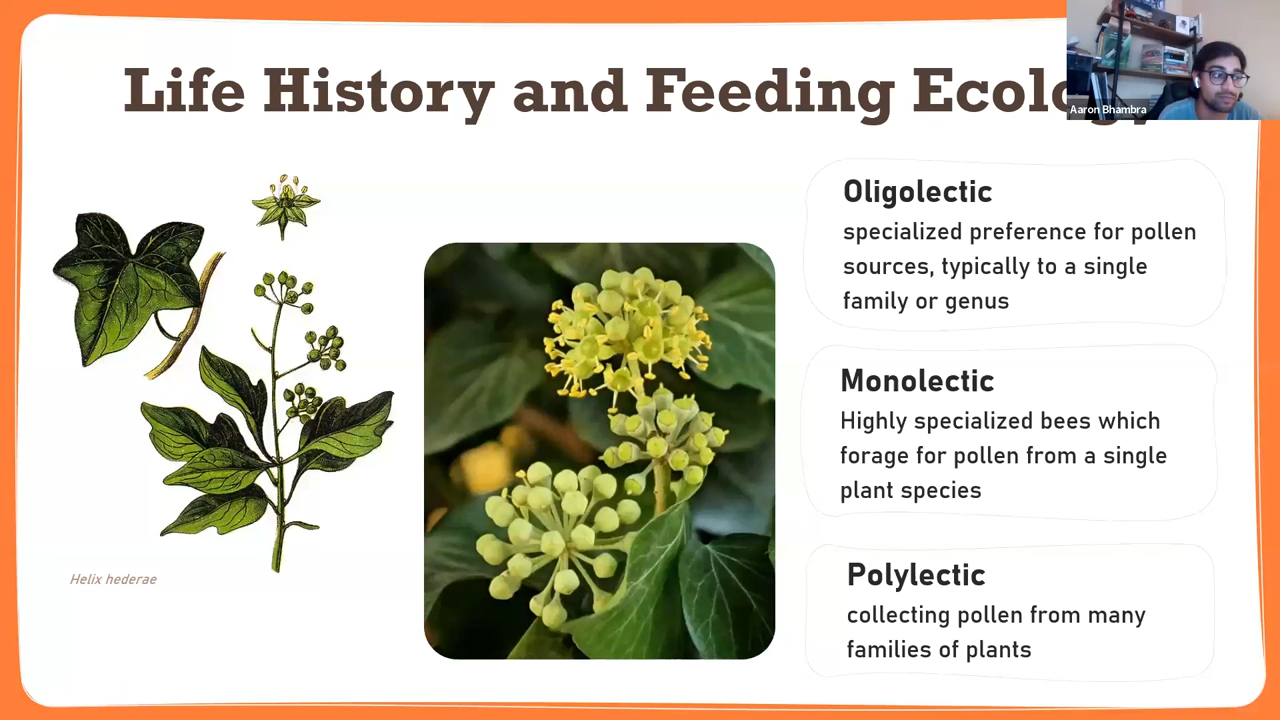 Life History and Feeding Ecology
Aaron Bhambra
Oligolectic
specialized preference for pollen
sources, typically to a single
family or genus
Monolectic
Highly specialized bees which
forage for pollen from a single
plant species
Polylectic
collecting pollen from many
families of plants
Helix hederae